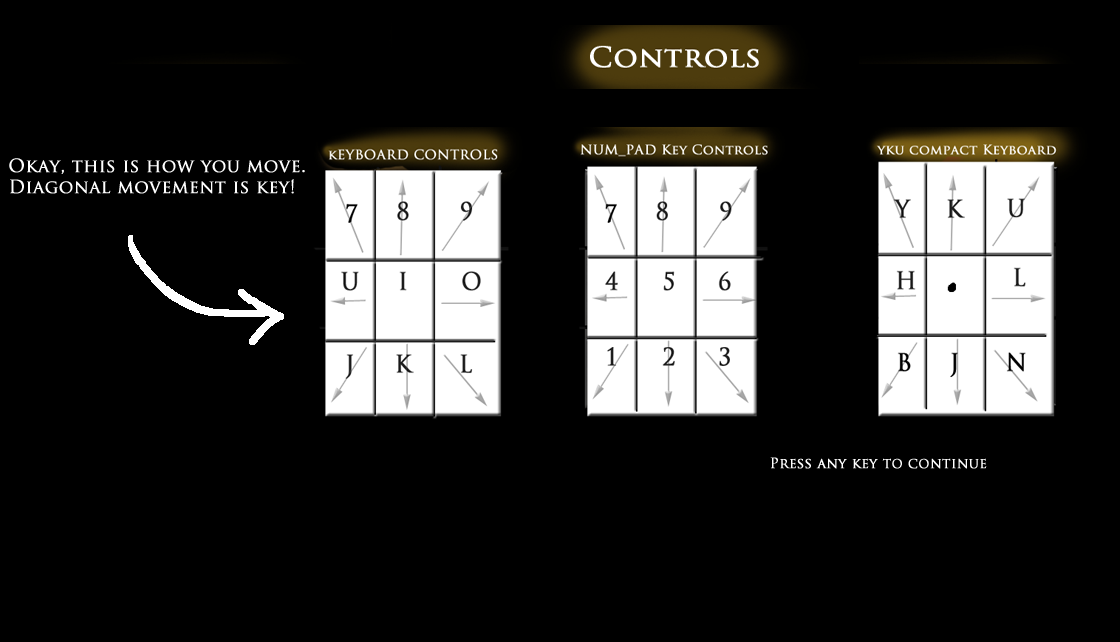 Controls
Okay, this is how you move.
Diagonal movement is key!
keyboard controls
7 8 9
U I O
J K L
NUM_PAD Key Controls
7 8 9
4 5 6
1 2 3
yku compact Keyboard
Y K U
H . L
B J N
Press any key to continue